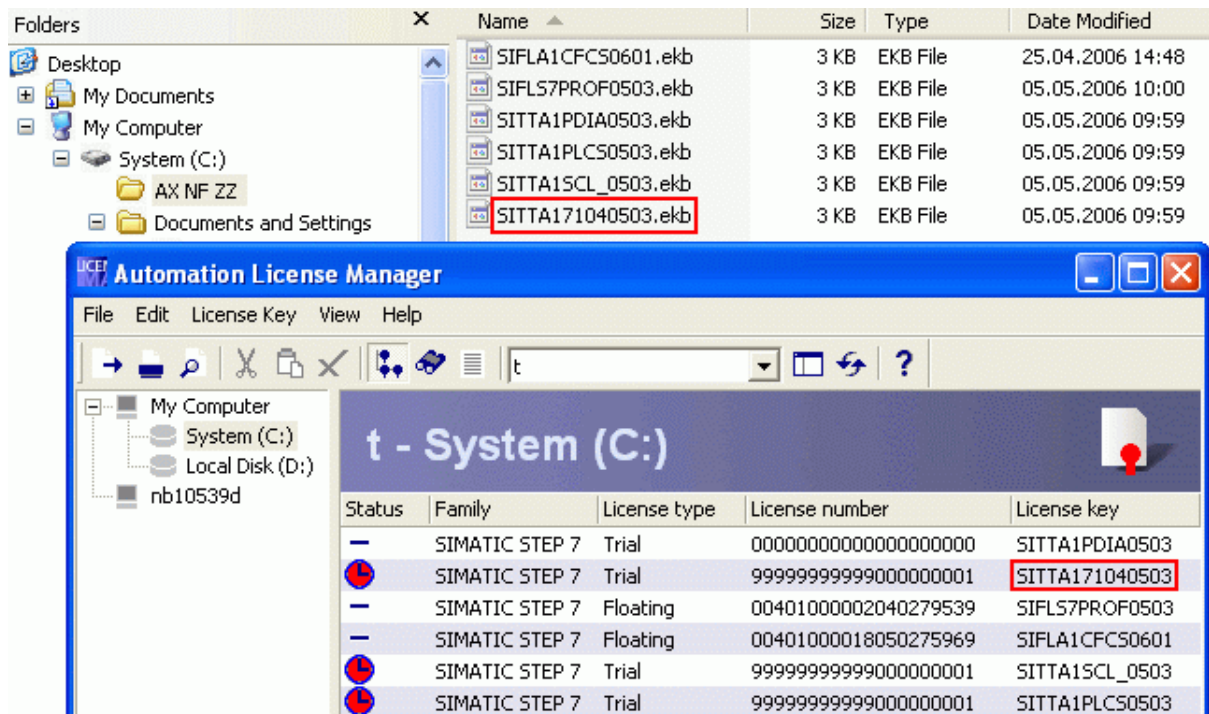 Folders × Name Size Type Date Modified
Desktop SIFLA1CFCS0601.ekb 3 KB EKB File 25.04.2006 14:48
My Documents SIFLS7PROF0503.ekb 3 KB EKB File 05.05.2006 10:00
My Computer SITTA1PDIA0503.ekb 3 KB EKB File 05.05.2006 09:59
System (C:) SITTA1PLCS0503.ekb 3 KB EKB File 05.05.2006 09:59
AX NF ZZ SITTA1SCL_0503.ekb 3 KB EKB File 05.05.2006 09:59
Documents and Settings SITTA171040503.ekb 3 KB EKB File 05.05.2006 09:59
Automation License Manager
File Edit License Key View Help
t ?
My Computer
System (C:)
Local Disk (D:)
nb10539d
t - System (C:)
Status Family License type License number License key
SIMATIC STEP 7 Trial 00000000000000000000 SITTA1PDIA0503
SIMATIC STEP 7 Trial 99999999999000000001 SITTA171040503
SIMATIC STEP 7 Floating 00401000002040279539 SIFLS7PROF0503
SIMATIC STEP 7 Floating 00401000018050275969 SIFLA1CFCS0601
SIMATIC STEP 7 Trial 99999999999000000001 SITTA1SCL_0503
SIMATIC STEP 7 Trial 99999999999000000001 SITTA1PLCS0503